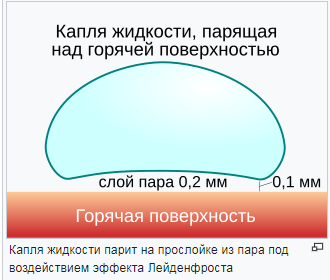 Капля жидкости, парящая
над горячей поверхностью
слой пара 0,2 мм
0,1 мм
Горячая поверхность
Капля жидкости парит на прослойке из пара под
воздействием эффекта Лейденфроста